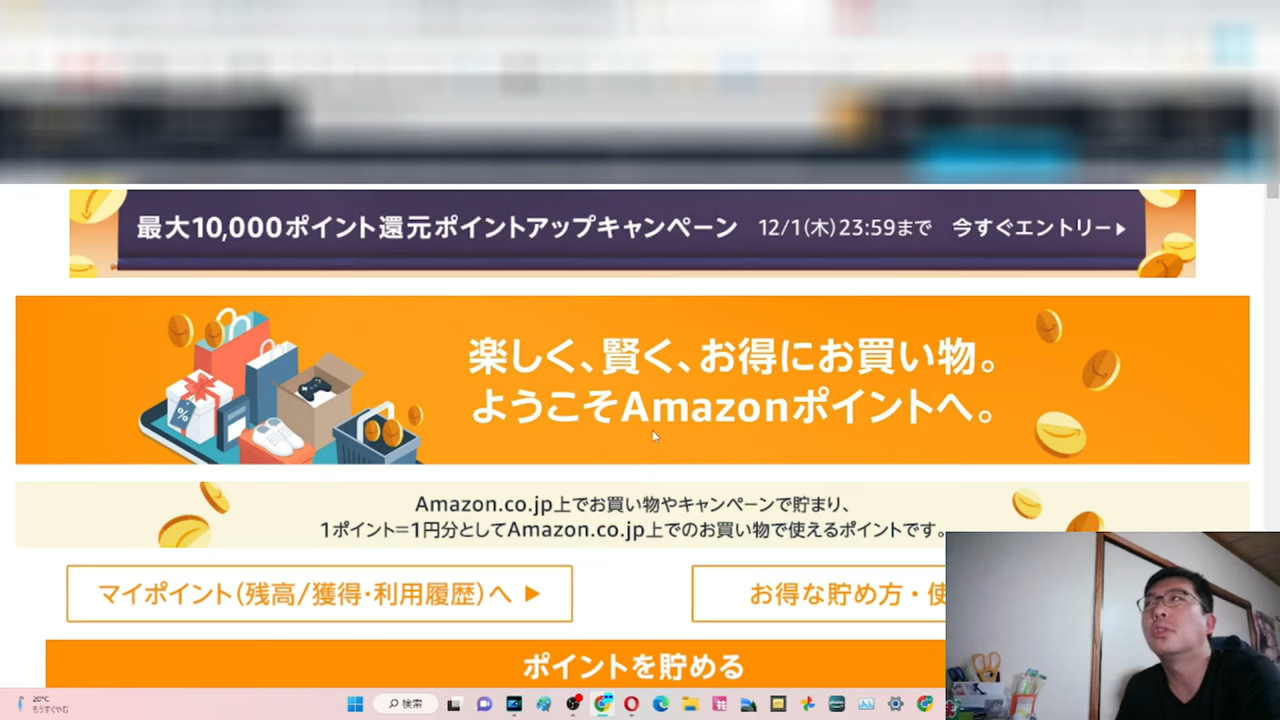 最大10,000ポイント還元ポイントアップキャンペーン 12/1(木)23:59まで 今すぐエントリー▶
楽しく、賢く、お得にお買い物。
ようこそAmazonポイントへ。
%
Amazon.co.jp上でお買い物やキャンペーンで貯まり、
1ポイント=1円分としてAmazon.co.jp上でのお買い物で使えるポイントです。
マイポイント(残高/獲得・利用履歴)へ ▶
お得な貯め方・使
ポイントを貯める
20°C
もうすぐやむ
検索